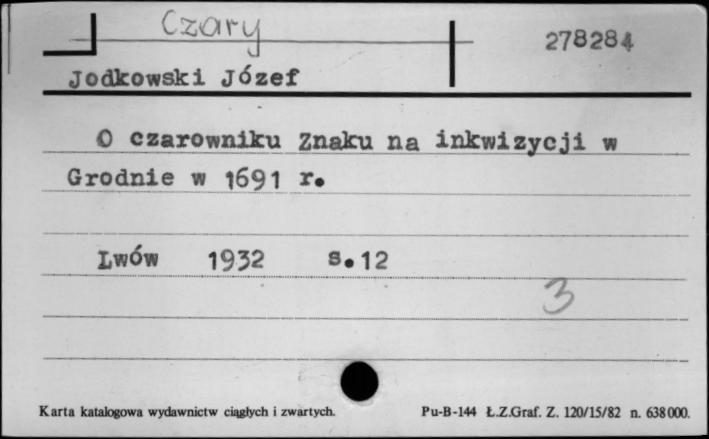 Czary
278284
Jodkowski Józef
O czarowniku Znaku na inkwizycji w
Grodnie w 1691 r.
Lwów 1932 s.12
3
Karta katalogowa wydawnictw ciągłych i zwartych.
Pu-B-144 Ł.Z.Graf. Z. 120/15/82 n. 638000.